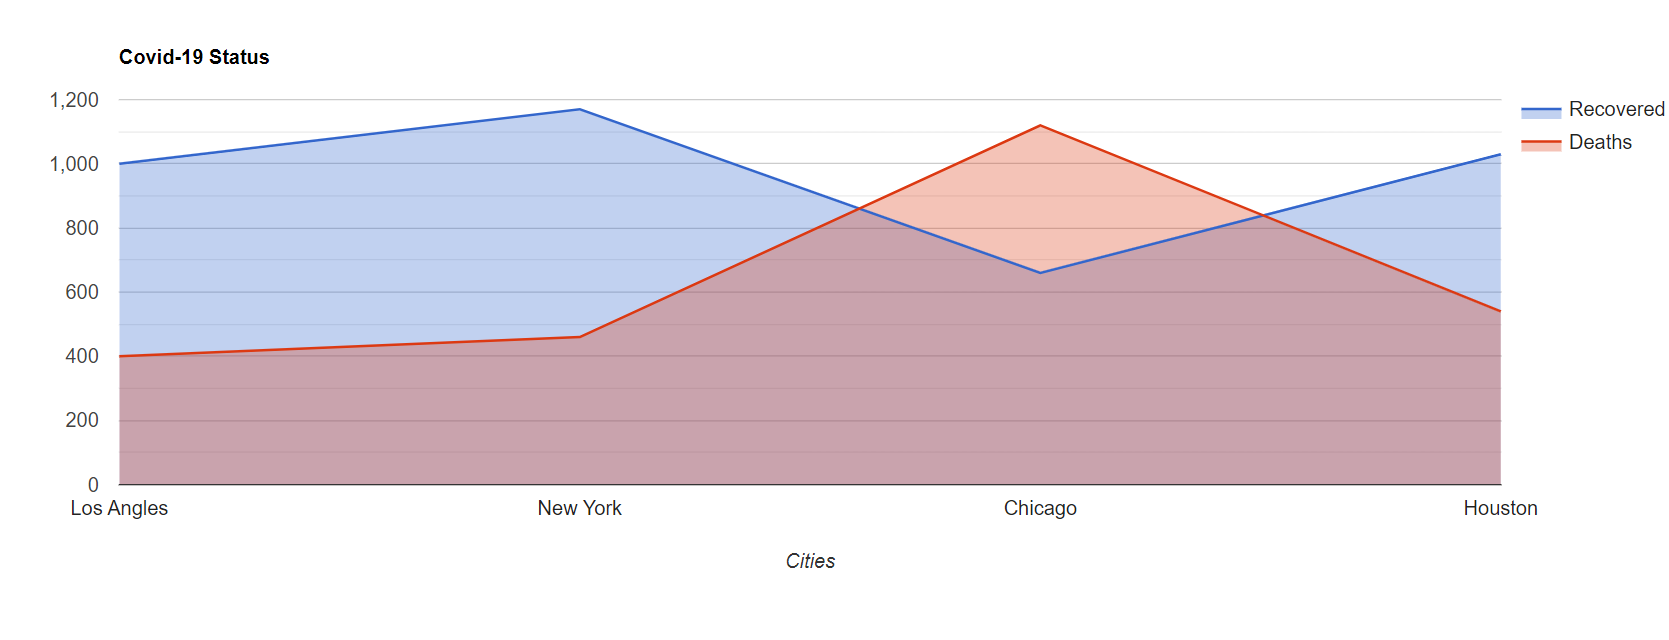 Covid-19 Status
1,200
1,000
800
600
400
200
0
Los Angles
New York
Chicago
Houston
Cities
Recovered
Deaths